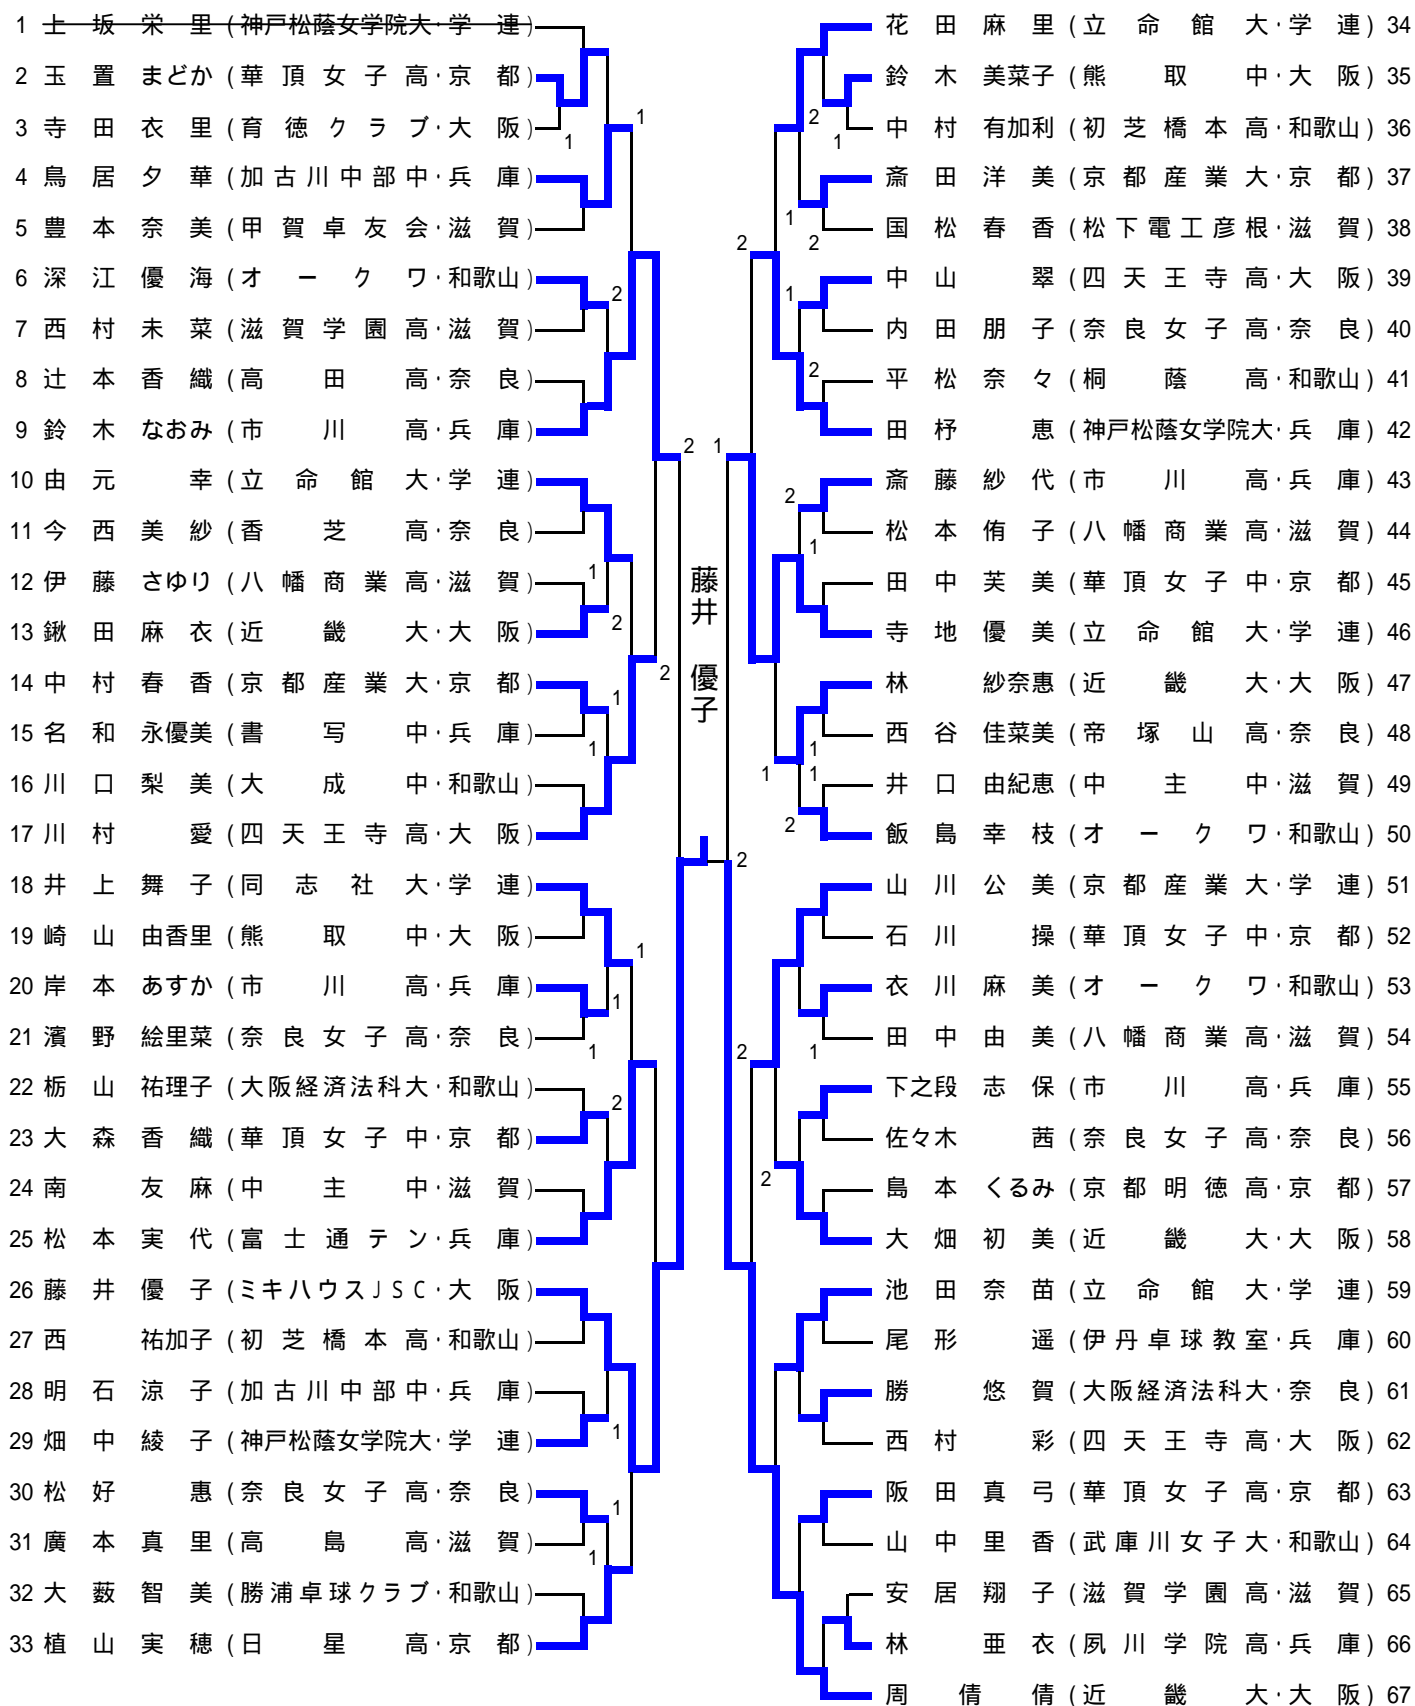 1 上坂栄里 (神戸松蔭女学院大・学連)
2 玉置まどか (華頂女子高・京都)
3 寺田衣里 (育徳クラブ・大阪)
4 鳥居夕華 (加古川中部中・兵庫)
5 豊本奈美 (甲賀卓友会・滋賀)
6 深江優海 (オークワ・和歌山)
7 西村未菜 (滋賀学園高・滋賀)
8 辻本香織 (高田高・奈良)
9 鈴木なおみ (市川高・兵庫)
10 由元幸 (立命館大・学連)
11 今西美紗 (香芝高・奈良)
12 伊藤さゆり (八幡商業高・滋賀)
13 鍬田麻衣 (近畿大・大阪)
14 中村春香 (京都産業大・京都)
15 名和永優美 (書写中・兵庫)
16 川口梨美 (大成中・和歌山)
17 川村愛 (四天王寺高・大阪)
18 井上舞子 (同志社大・学連)
19 崎山由香里 (熊取中・大阪)
20 岸本あすか (市川高・兵庫)
21 濱野絵里菜 (奈良女子高・奈良)
22 栃山祐理子 (大阪経済法科大・和歌山)
23 大森香織 (華頂女子中・京都)
24 南友麻 (中主中・滋賀)
25 松本実代 (富士通テン・兵庫)
26 藤井優子 (ミキハウスJSC・大阪)
27 西祐加子 (初芝橋本高・和歌山)
28 明石涼子 (加古川中部中・兵庫)
29 畑中綾子 (神戸松蔭女学院大・学連)
30 松好恵 (奈良女子高・奈良)
31 廣本真里 (高島高・滋賀)
32 大薮智美 (勝浦卓球クラブ・和歌山)
33 植山実穂 (日星高・京都)
1
1
2
2
1
2
1
1
2
1
1
1
2
1
1
1
藤井 優子
2
1
2
2
1
1
2
2
1
2
1
2
1
1
1
1
2
1
2
2
花田麻里 (立命館大・学連) 34
鈴木美菜子 (熊取中・大阪) 35
中村有加利 (初芝橋本高・和歌山) 36
斎田洋美 (京都産業大・京都) 37
国松春香 (松下電工彦根・滋賀) 38
中山翠 (四天王寺高・大阪) 39
内田朋子 (奈良女子高・奈良) 40
平松奈々 (桐蔭高・和歌山) 41
田杼恵 (神戸松蔭女学院大・兵庫) 42
斎藤紗代 (市川高・兵庫) 43
松本侑子 (八幡商業高・滋賀) 44
田中芙美 (華頂女子中・京都) 45
寺地優美 (立命館大・学連) 46
林紗奈惠 (近畿大・大阪) 47
西谷佳菜美 (帝塚山高・奈良) 48
井口由紀恵 (中主中・滋賀) 49
飯島幸枝 (オークワ・和歌山) 50
山川公美 (京都産業大・学連) 51
石川操 (華頂女子中・京都) 52
衣川麻美 (オークワ・和歌山) 53
田中由美 (八幡商業高・滋賀) 54
下之段志保 (市川高・兵庫) 55
佐々木茜 (奈良女子高・奈良) 56
島本くるみ (京都明徳高・京都) 57
大畑初美 (近畿大・大阪) 58
池田奈苗 (立命館大・学連) 59
尾形遥 (伊丹卓球教室・兵庫) 60
勝悠賀 (大阪経済法科大・奈良) 61
西村彩 (四天王寺高・大阪) 62
阪田真弓 (華頂女子高・京都) 63
山中里香 (武庫川女子大・和歌山) 64
安居翔子 (滋賀学園高・滋賀) 65
林亜衣 (夙川学院高・兵庫) 66
周倩倩 (近畿大・大阪) 67